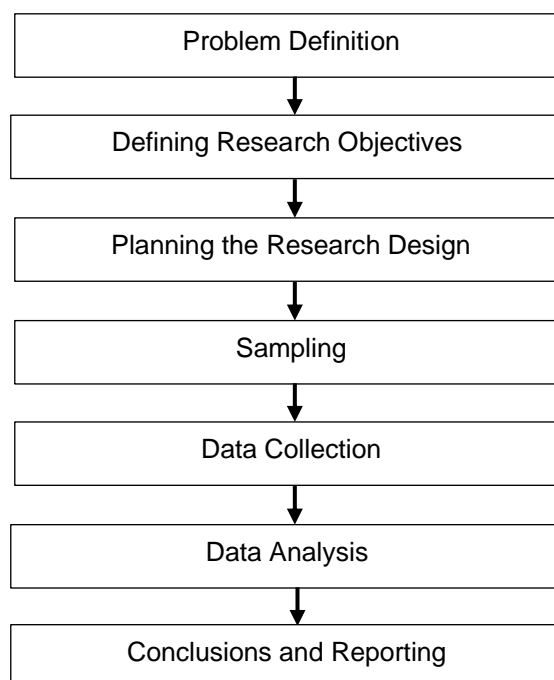 Problem Definition
Defining Research Objectives
Planning the Research Design
Sampling
Data Collection
Data Analysis
Conclusions and Reporting